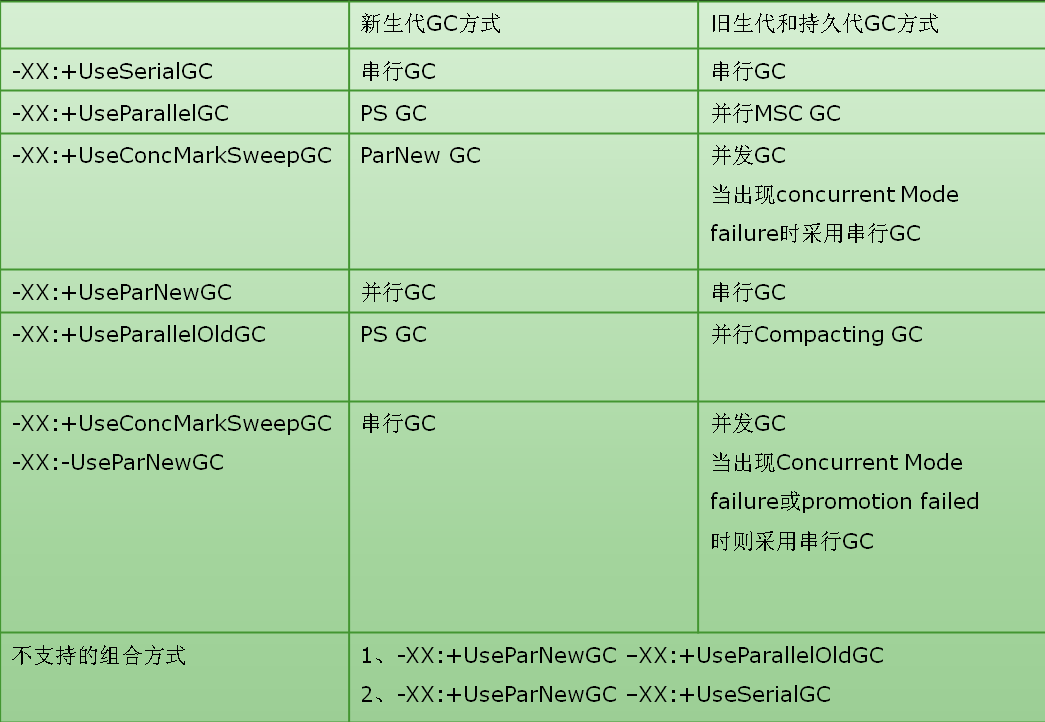 新生代GC方式 旧生代和持久代GC方式
-XX:+UseSerialGC 串行GC 串行GC
-XX:+UseParallelGC PS GC 并行MSC GC
-XX:+UseConcMarkSweepGC ParNew GC 并发GC
当出现concurrent Mode
failure时采用串行GC
-XX:+UseParNewGC 并行GC 串行GC
-XX:+UseParallelOldGC PS GC 并行Compacting GC
-XX:+UseConcMarkSweepGC 串行GC 并发GC
-XX:-UseParNewGC 当出现Concurrent Mode
failure或promotion failed
时则采用串行GC
不支持的组合方式 1、-XX:+UseParNewGC –XX:+UseParallelOldGC
2、-XX:+UseParNewGC –XX:+UseSerialGC